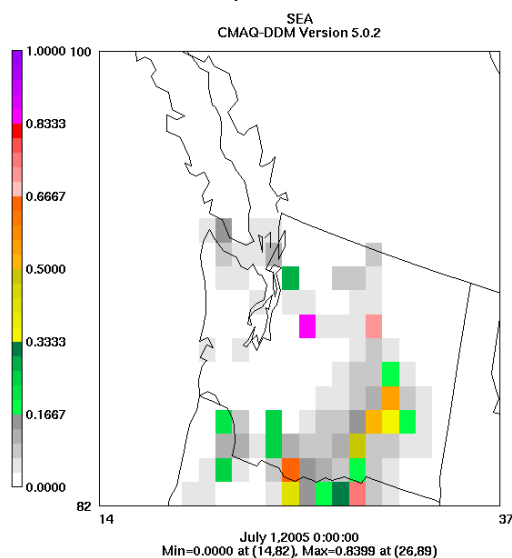 SEA
CMAQ-DDM Version 5.0.2
1.0000
0.8333
0.6667
0.5000
0.3333
0.1667
0.0000
100
82
14
37
July 1,2005 0:00:00
Min=0.0000 at (14,82), Max=0.8399 at (26,89)